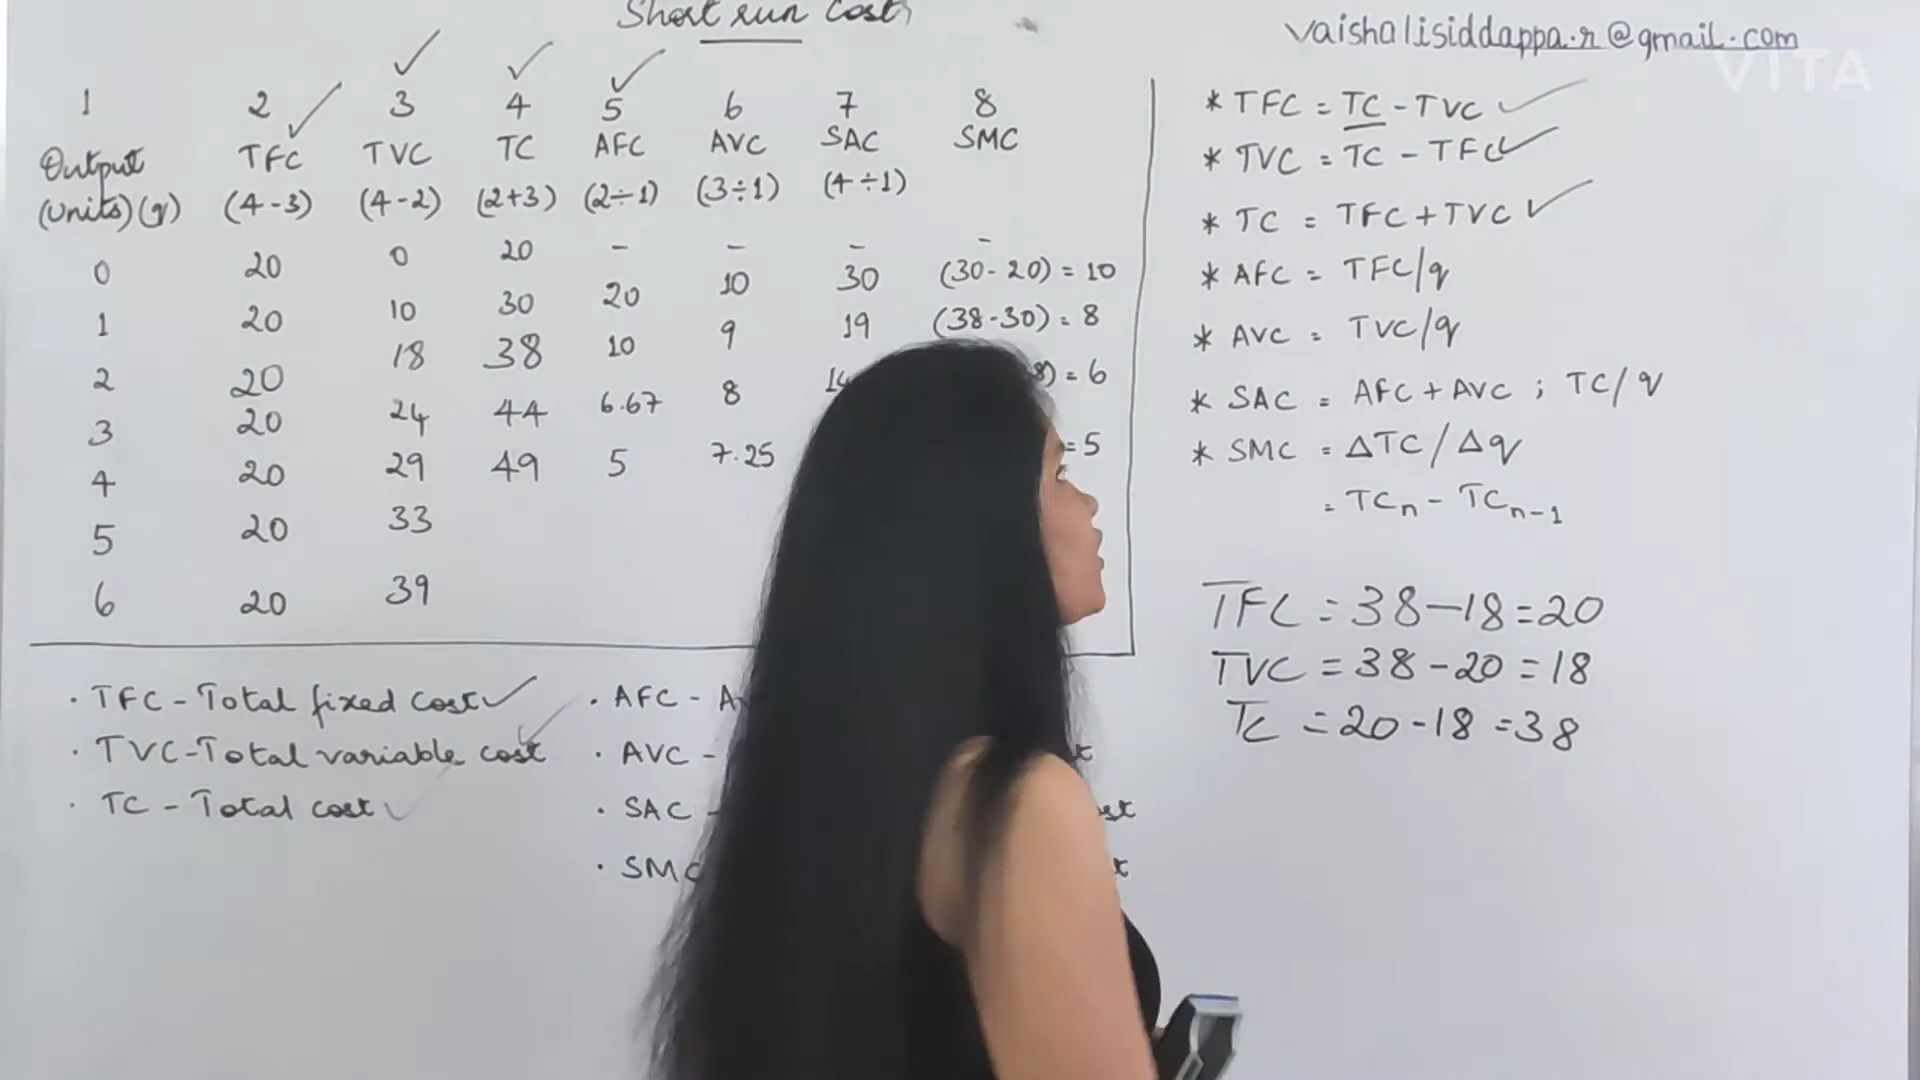 Short run Costs
vaishalisiddappa.r@gmail.com
VITA
1 2 3 4 5 6 7 8
Output TFC TVC TC AFC AVC SAC SMC
(units)(q) (4-3) (4-2) (2+3) (2÷1) (3÷1) (4÷1)
0 20 0 20 - - - -
1 20 10 30 20 10 30 (30-20) = 10
2 20 18 38 10 9 19 (38-30) = 8
3 20 24 44 6.67 8 8) = 6
4 20 29 49 5 7.25 = 5
5 20 33
6 20 39
* TFC = TC - TVC
* TVC = TC - TFC
* TC = TFC + TVC
* AFC = TFC/q
* AVC = TVC/q
* SAC = AFC + AVC ; TC/q
* SMC = ΔTC / Δq
= TCn - TCn-1
TFC = 38 - 18 = 20
TVC = 38 - 20 = 18
TC = 20 - 18 = 38
· TFC - Total fixed cost
· TVC - Total variable cost
· TC - Total cost
· AFC -
· AVC -
· SAC -
· SMC